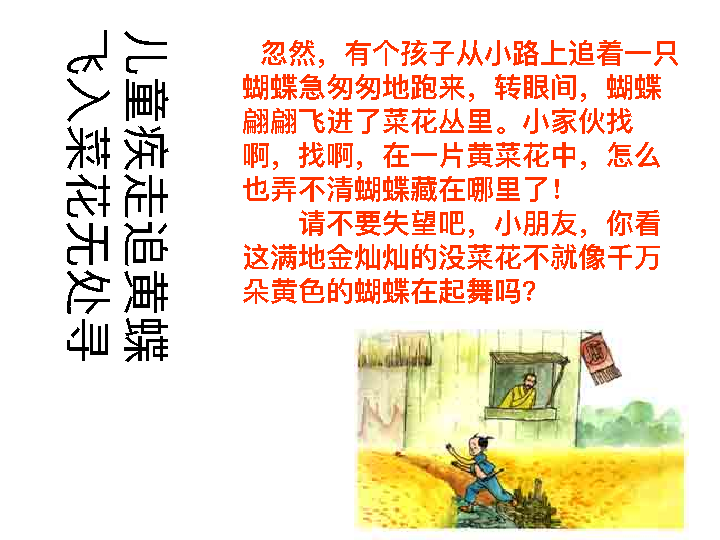 儿童疾走追黄蝶
飞入菜花无处寻
忽然，有个孩子从小路上追着一只
蝴蝶急匆匆地跑来，转眼间，蝴蝶
翩翩飞进了菜花丛里。小家伙找
啊，找啊，在一片黄菜花中，怎么
也弄不清蝴蝶藏在哪里了！
请不要失望吧，小朋友，你看
这满地金灿灿的没菜花不就像千万
朵黄色的蝴蝶在起舞吗？